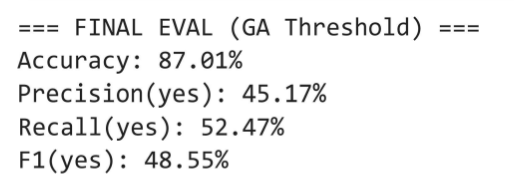 === FINAL EVAL (GA Threshold) ===
Accuracy: 87.01%
Precision(yes): 45.17%
Recall(yes): 52.47%
F1(yes): 48.55%